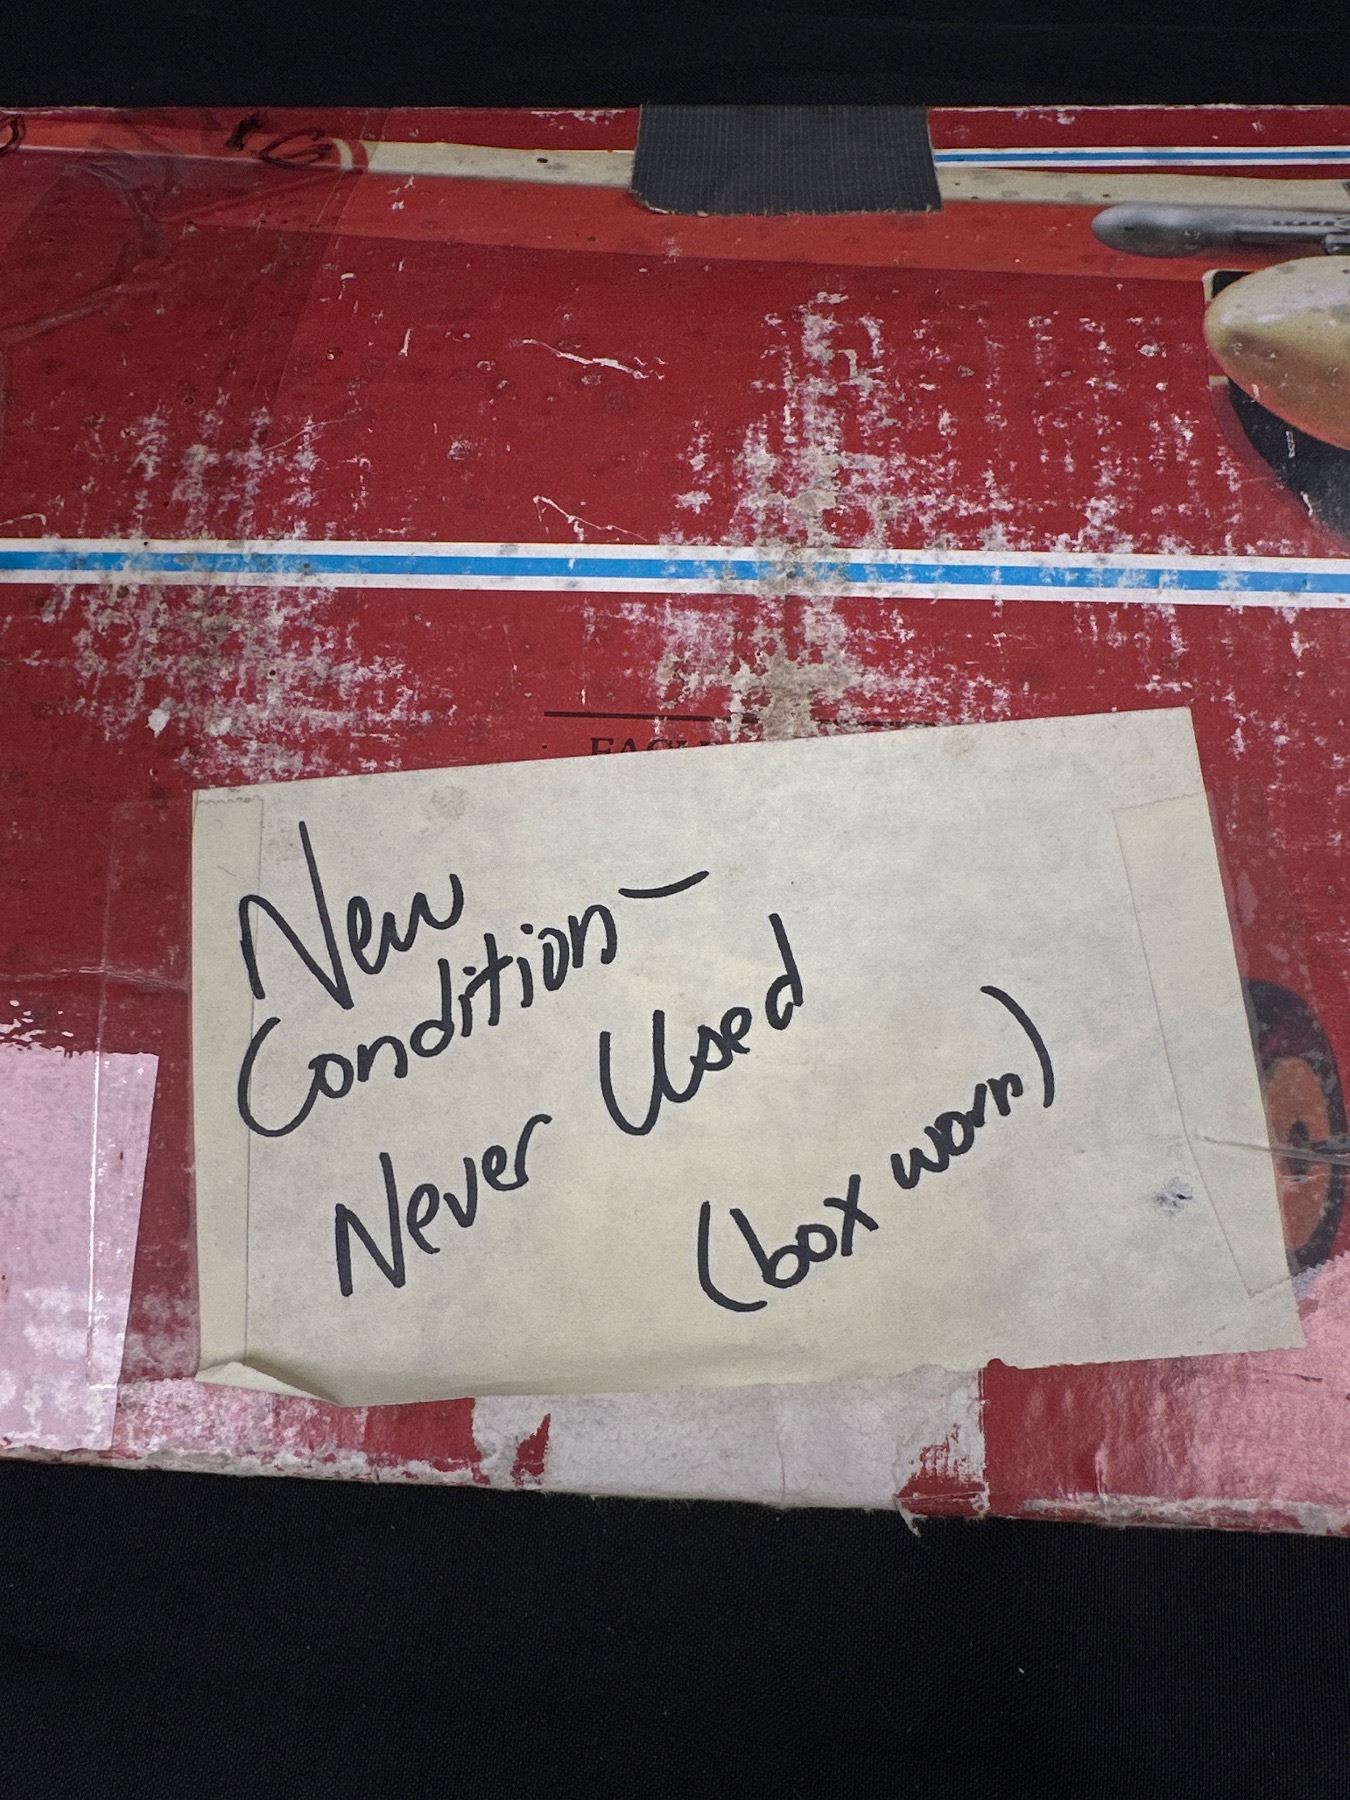 New
Condition —
Never Used
(box worn)